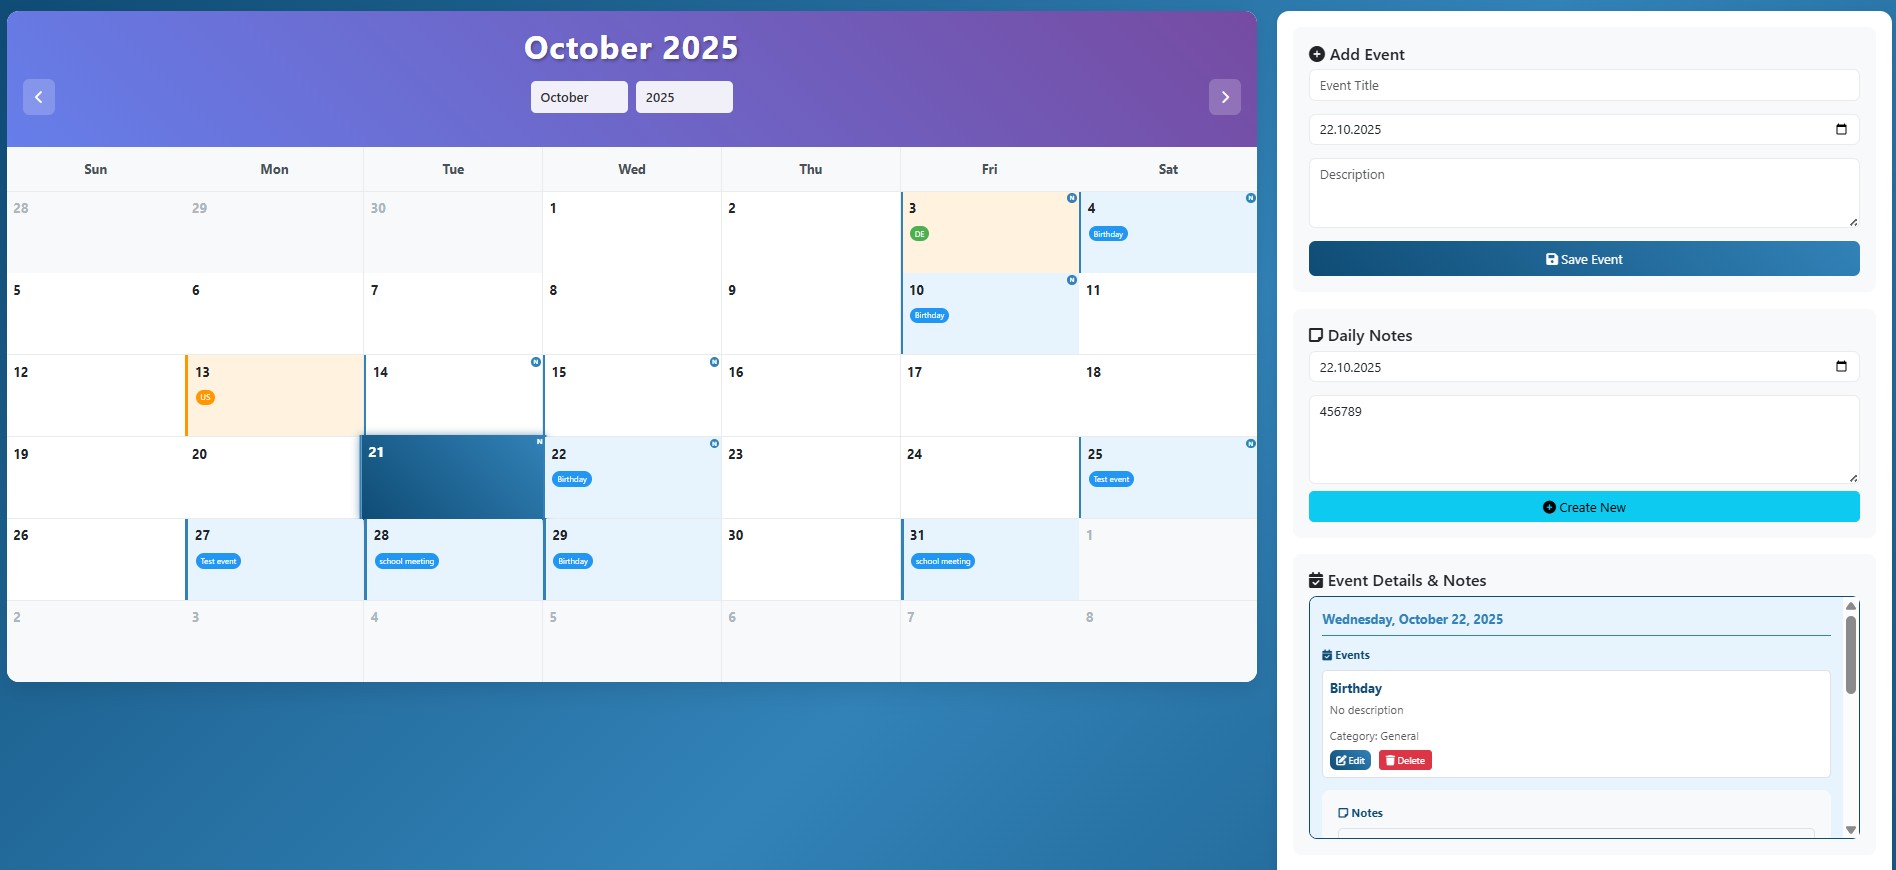 October 2025
October 2025
Sun Mon Tue Wed Thu Fri Sat
28 29 30 1 2 3 N 4 N
DE Birthday
5 6 7 8 9 10 N 11
Birthday
12 13 14 N 15 N 16 17 18
US
19 20 21 N 22 N 23 24 25 N
Birthday Test event
26 27 28 29 30 31 1
Test event school meeting Birthday school meeting
2 3 4 5 6 7 8
Add Event
Event Title
22.10.2025
Description
Save Event
Daily Notes
22.10.2025
456789
Create New
Event Details & Notes
Wednesday, October 22, 2025
Events
Birthday
No description
Category: General
Edit Delete
Notes